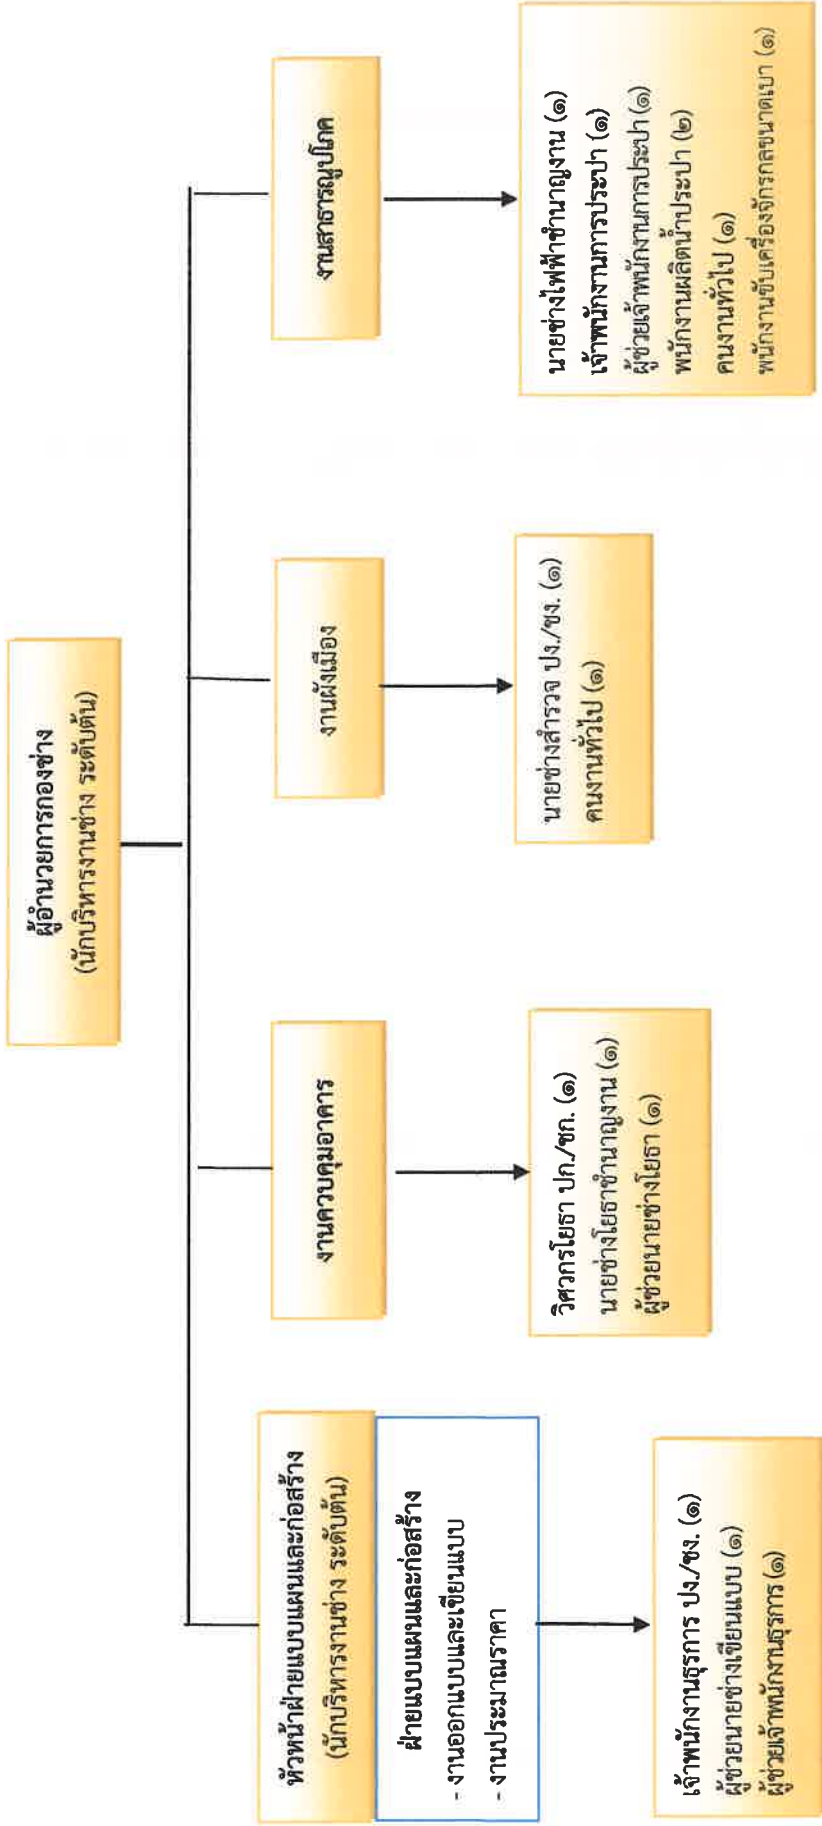 ผู้อำนวยการกองช่าง
(นักบริหารงานช่าง ระดับต้น)
หัวหน้าฝ่ายแบบแผนและก่อสร้าง
(นักบริหารงานช่าง ระดับต้น)
ฝ่ายแบบแผนและก่อสร้าง
- งานออกแบบและเขียนแบบ
- งานประมาณราคา
เจ้าพนักงานธุรการ ปง./ชง. (๑)
ผู้ช่วยนายช่างเขียนแบบ (๑)
ผู้ช่วยเจ้าพนักงานธุรการ (๑)
งานควบคุมอาคาร
วิศวกรโยธา ปก./ชก. (๑)
นายช่างโยธาชำนาญงาน (๑)
ผู้ช่วยนายช่างโยธา (๑)
งานผังเมือง
นายช่างสำรวจ ปง./ชง. (๑)
คนงานทั่วไป (๑)
งานสาธารณูปโภค
นายช่างไฟฟ้าชำนาญงาน (๑)
เจ้าพนักงานการประปา (๑)
ผู้ช่วยเจ้าพนักงานการประปา (๑)
พนักงานผลิตน้ำประปา (๒)
คนงานทั่วไป (๑)
พนักงานขับเครื่องจักรกลขนาดเบา (๑)